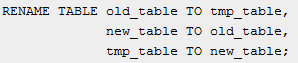 RENAME TABLE old_table TO tmp_table,
new_table TO old_table,
tmp_table TO new_table;